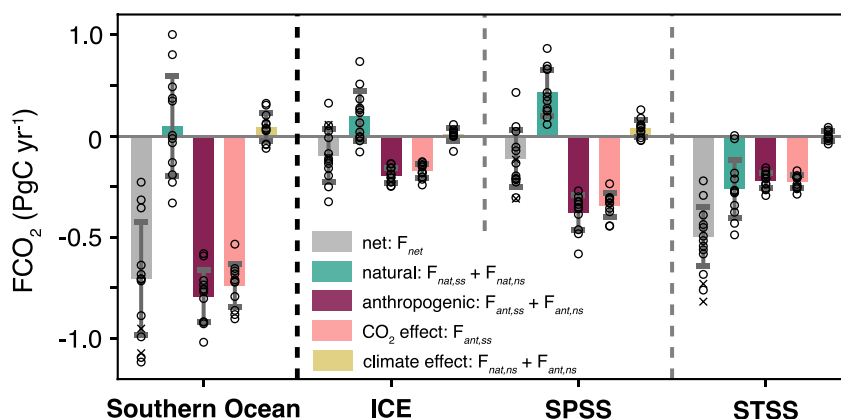 1.0
0
-0.5
-1.0
FCO₂ (PgC yr⁻¹)
net: Fnet
natural: Fnat,ss + Fnat,ns
anthropogenic: Fant,ss + Fant,ns
CO₂ effect: Fant,ss
climate effect: Fnat,ns + Fant,ns
Southern Ocean ICE SPSS STSS